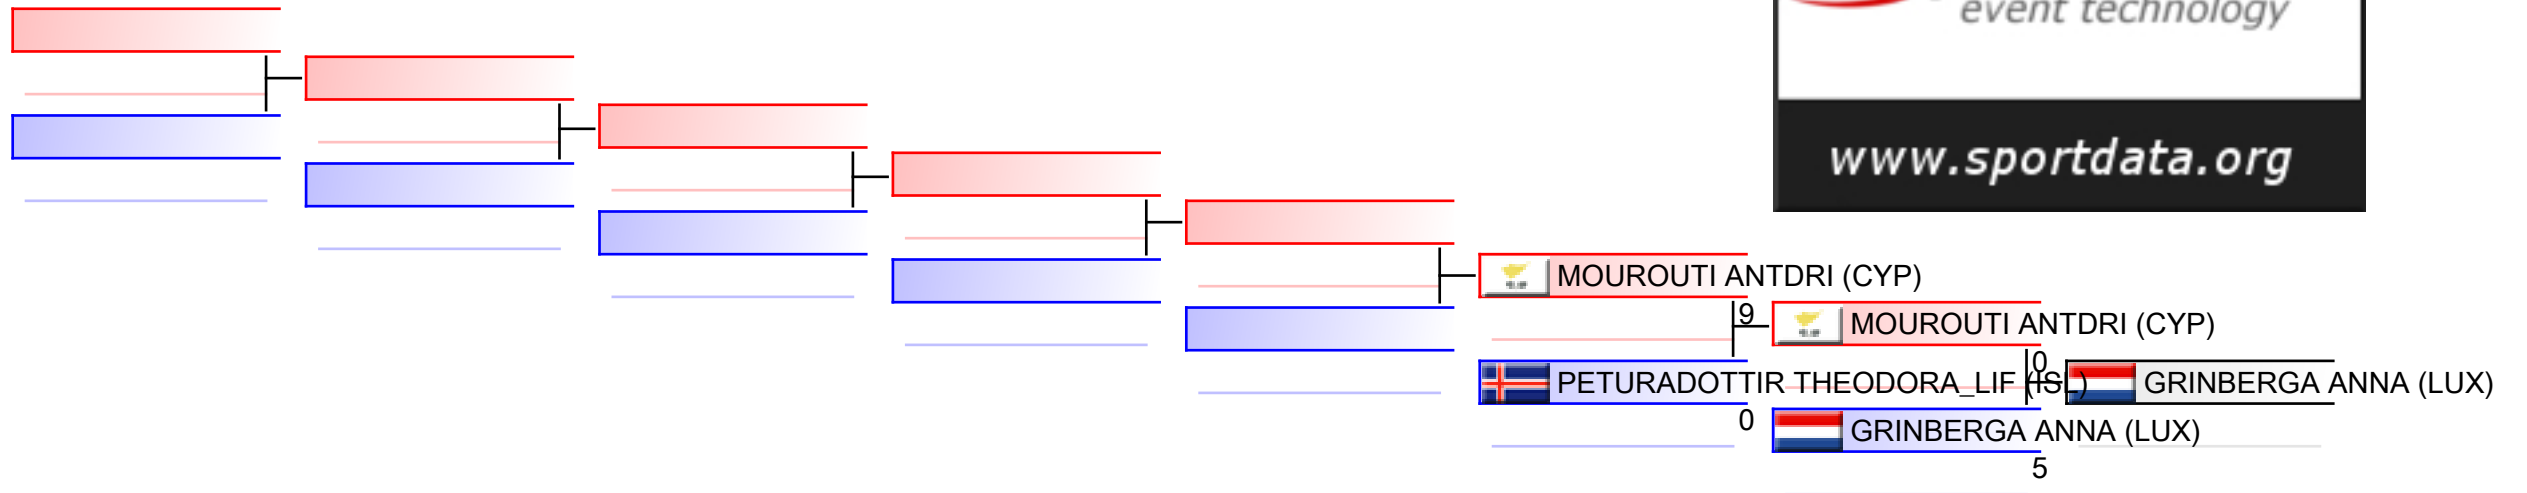 event technology
www.sportdata.org
MOUROUTI ANTDRI (CYP)
9
MOUROUTI ANTDRI (CYP)
0
PETURADOTTIR THEODORA_LIF (ISL)
GRINBERGA ANNA (LUX)
0
GRINBERGA ANNA (LUX)
5